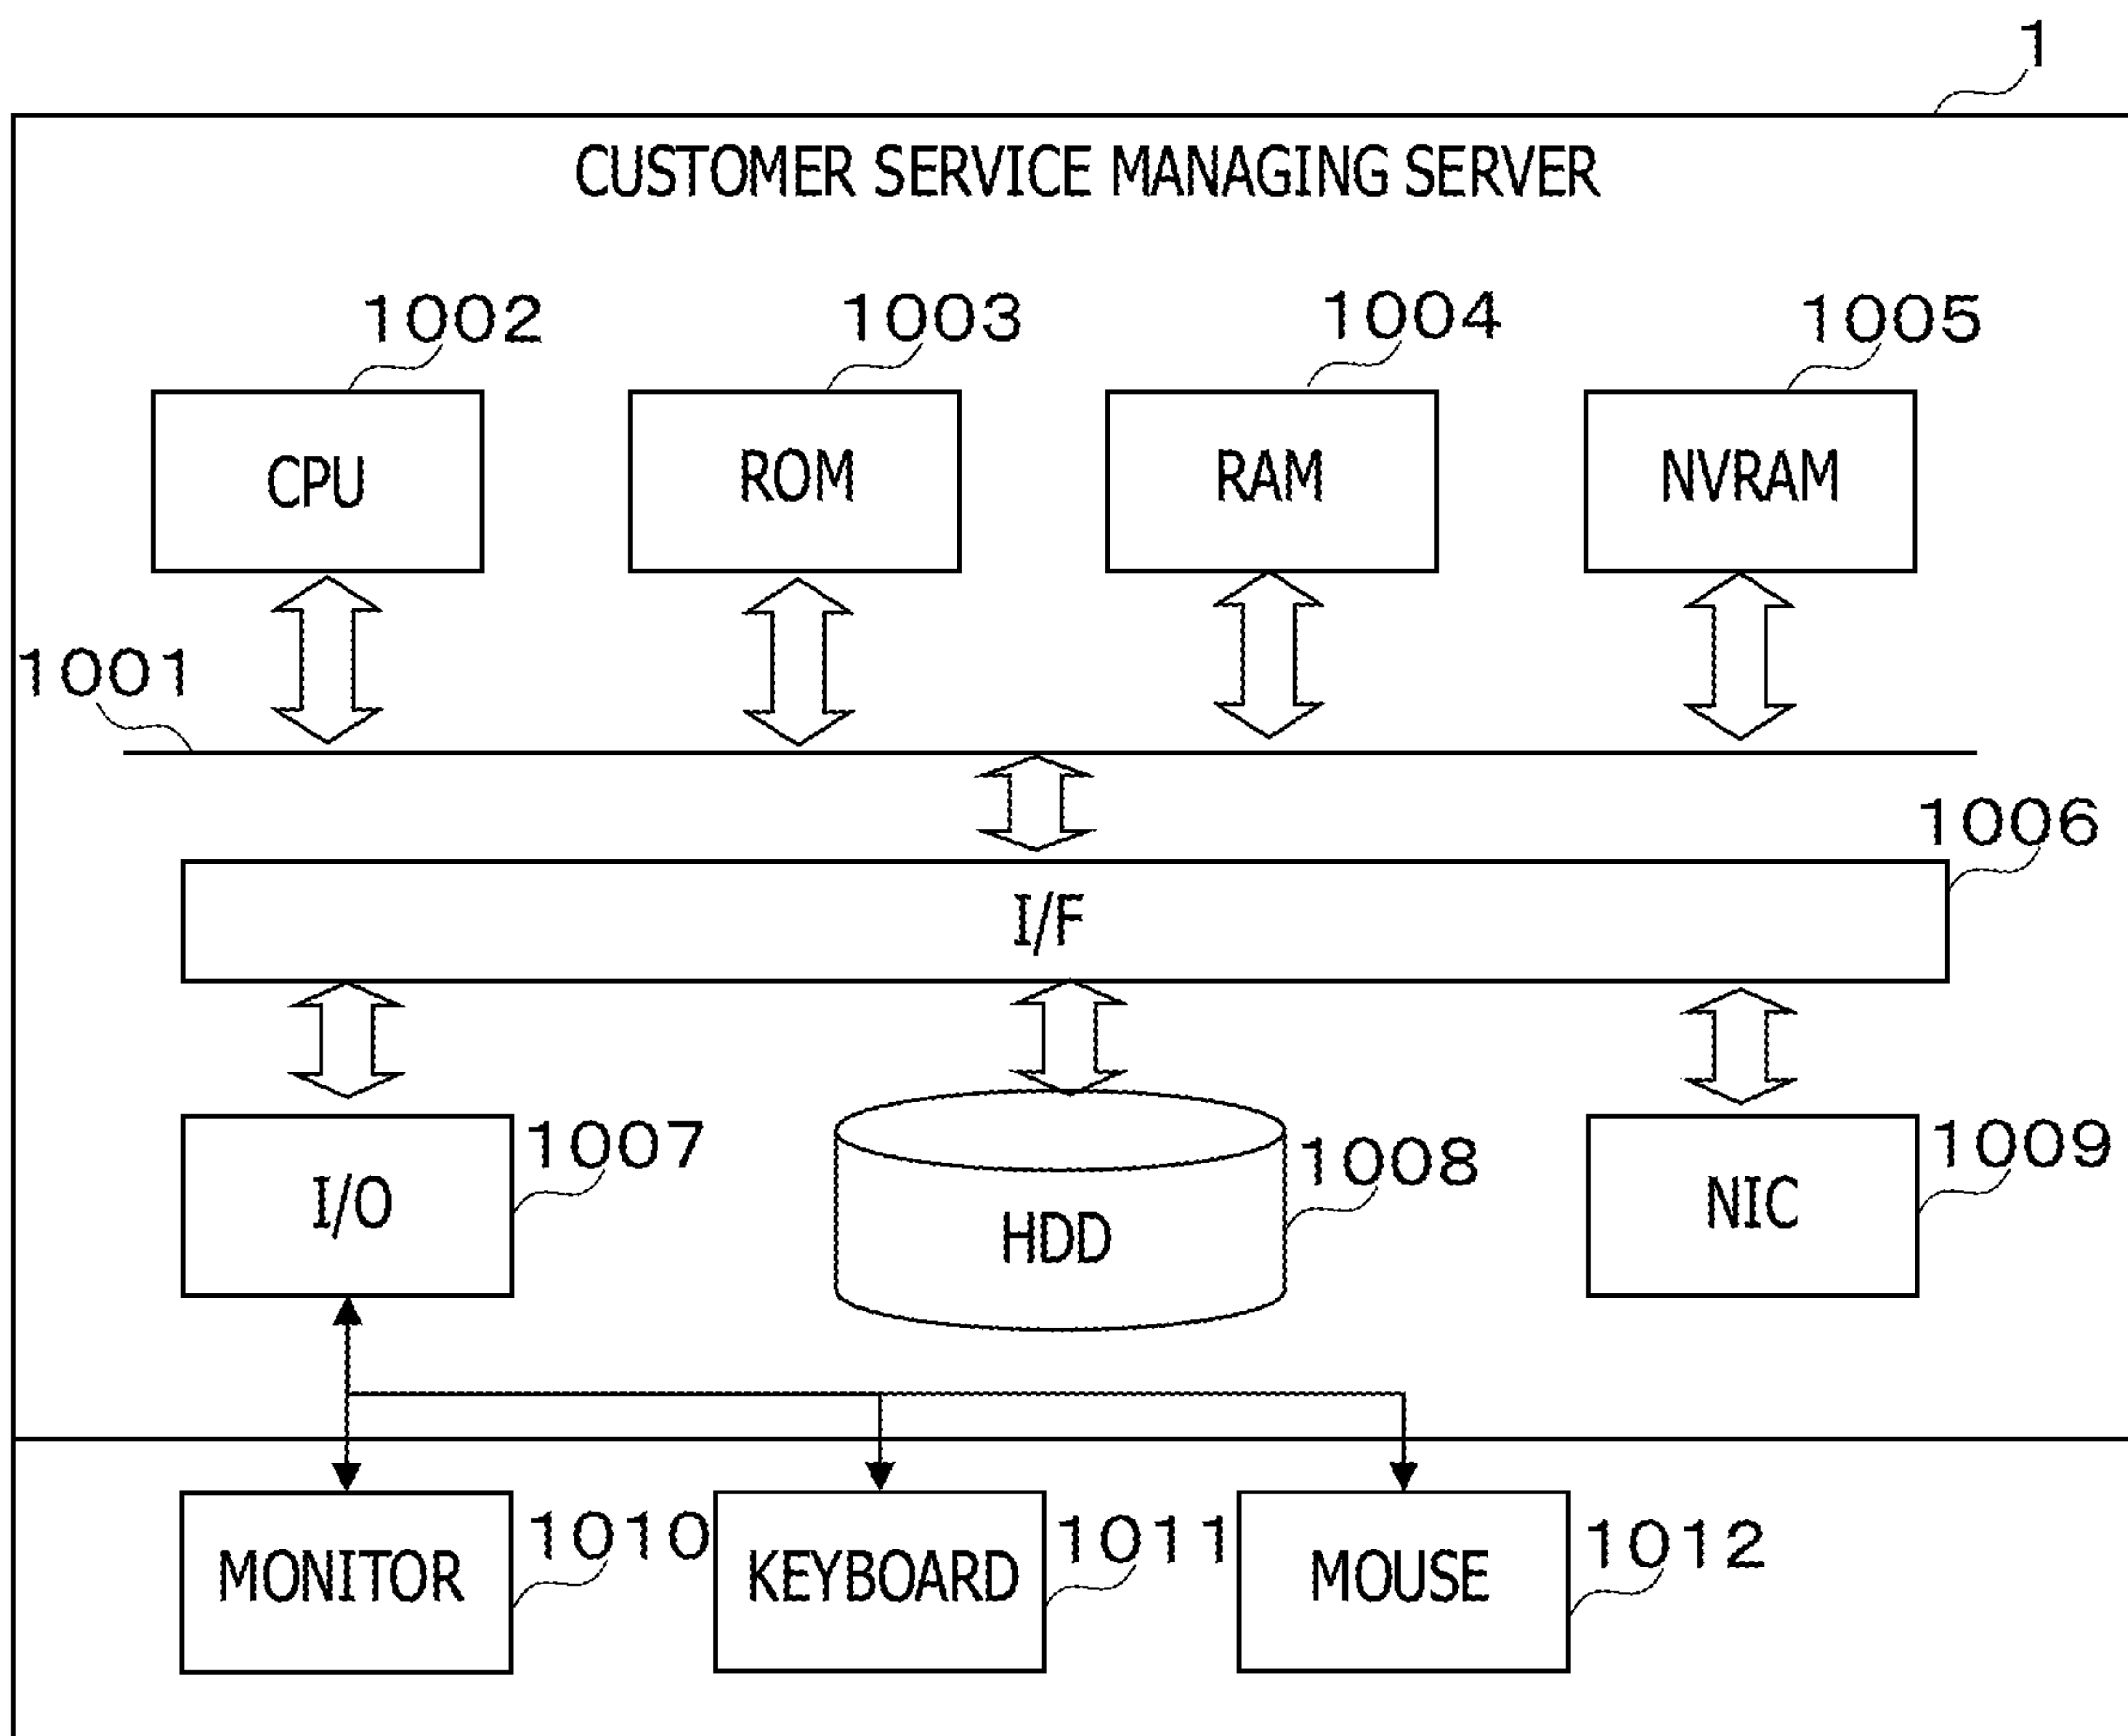 1
CUSTOMER SERVICE MANAGING SERVER
1002 1003 1004 1005
CPU ROM RAM NVRAM
1001
1006
I/F
1007 1008 1009
I/O HDD NIC
1010 1011 1012
MONITOR KEYBOARD MOUSE